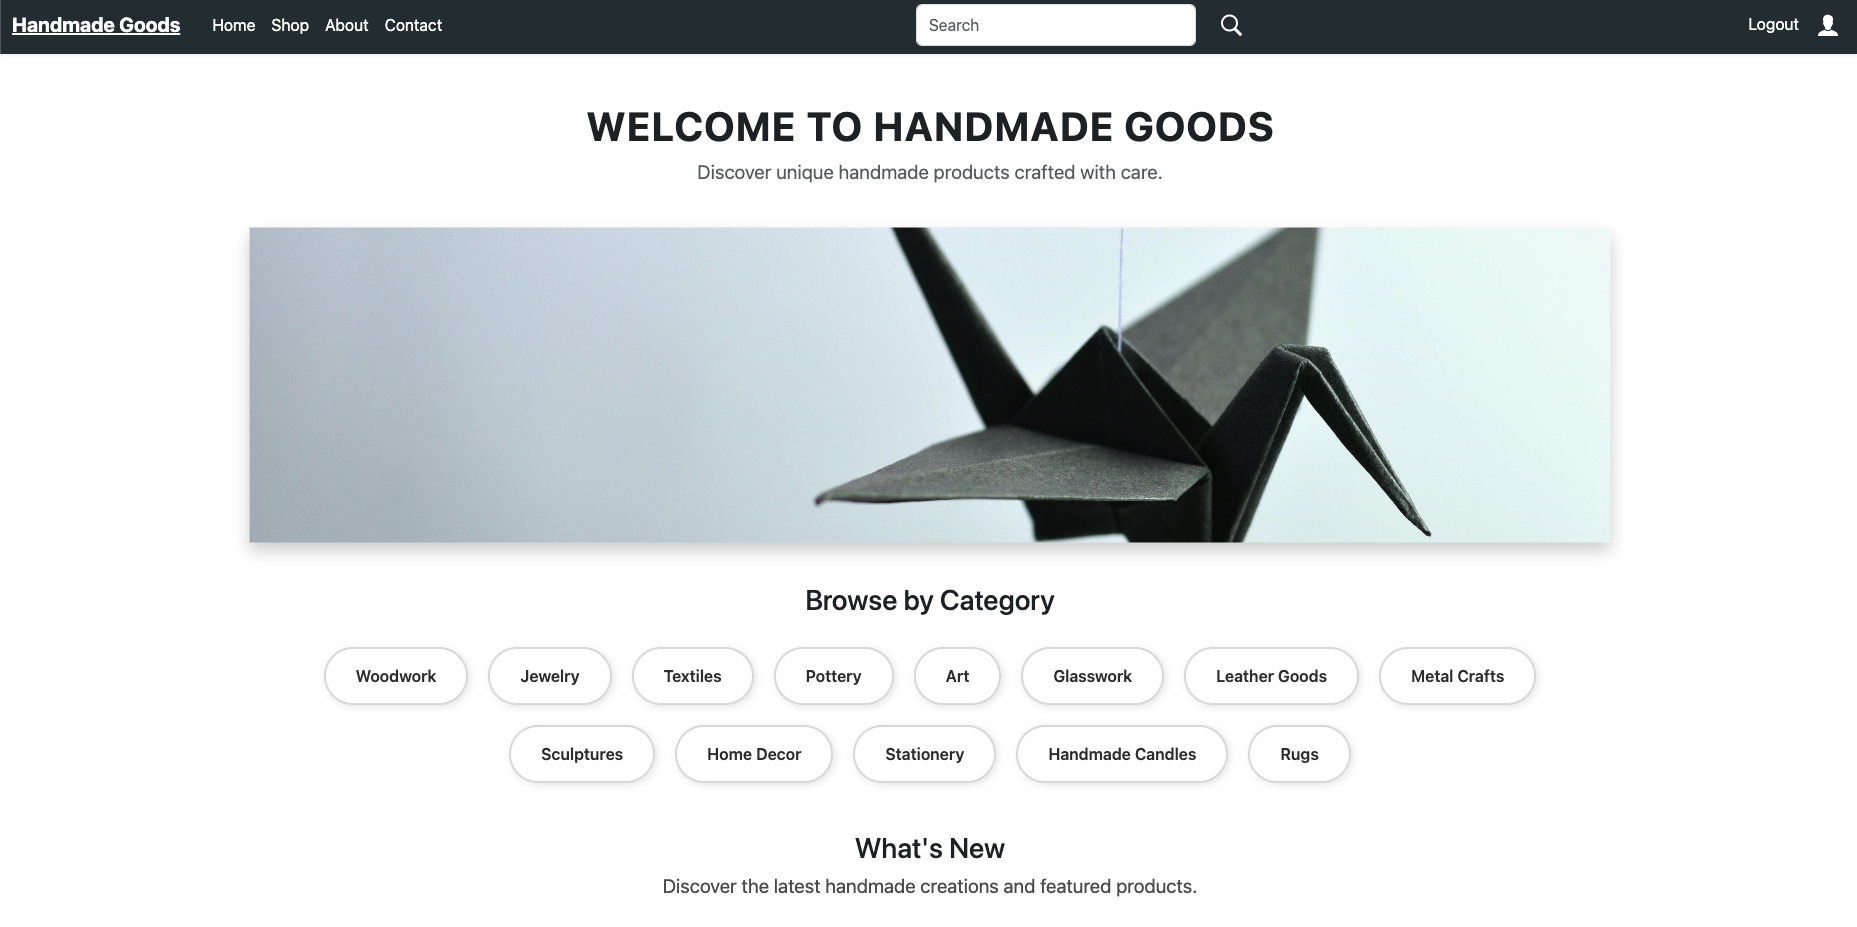 Handmade Goods Home Shop About Contact Search Logout
WELCOME TO HANDMADE GOODS
Discover unique handmade products crafted with care.
Browse by Category
Woodwork Jewelry Textiles Pottery Art Glasswork Leather Goods Metal Crafts
Sculptures Home Decor Stationery Handmade Candles Rugs
What's New
Discover the latest handmade creations and featured products.